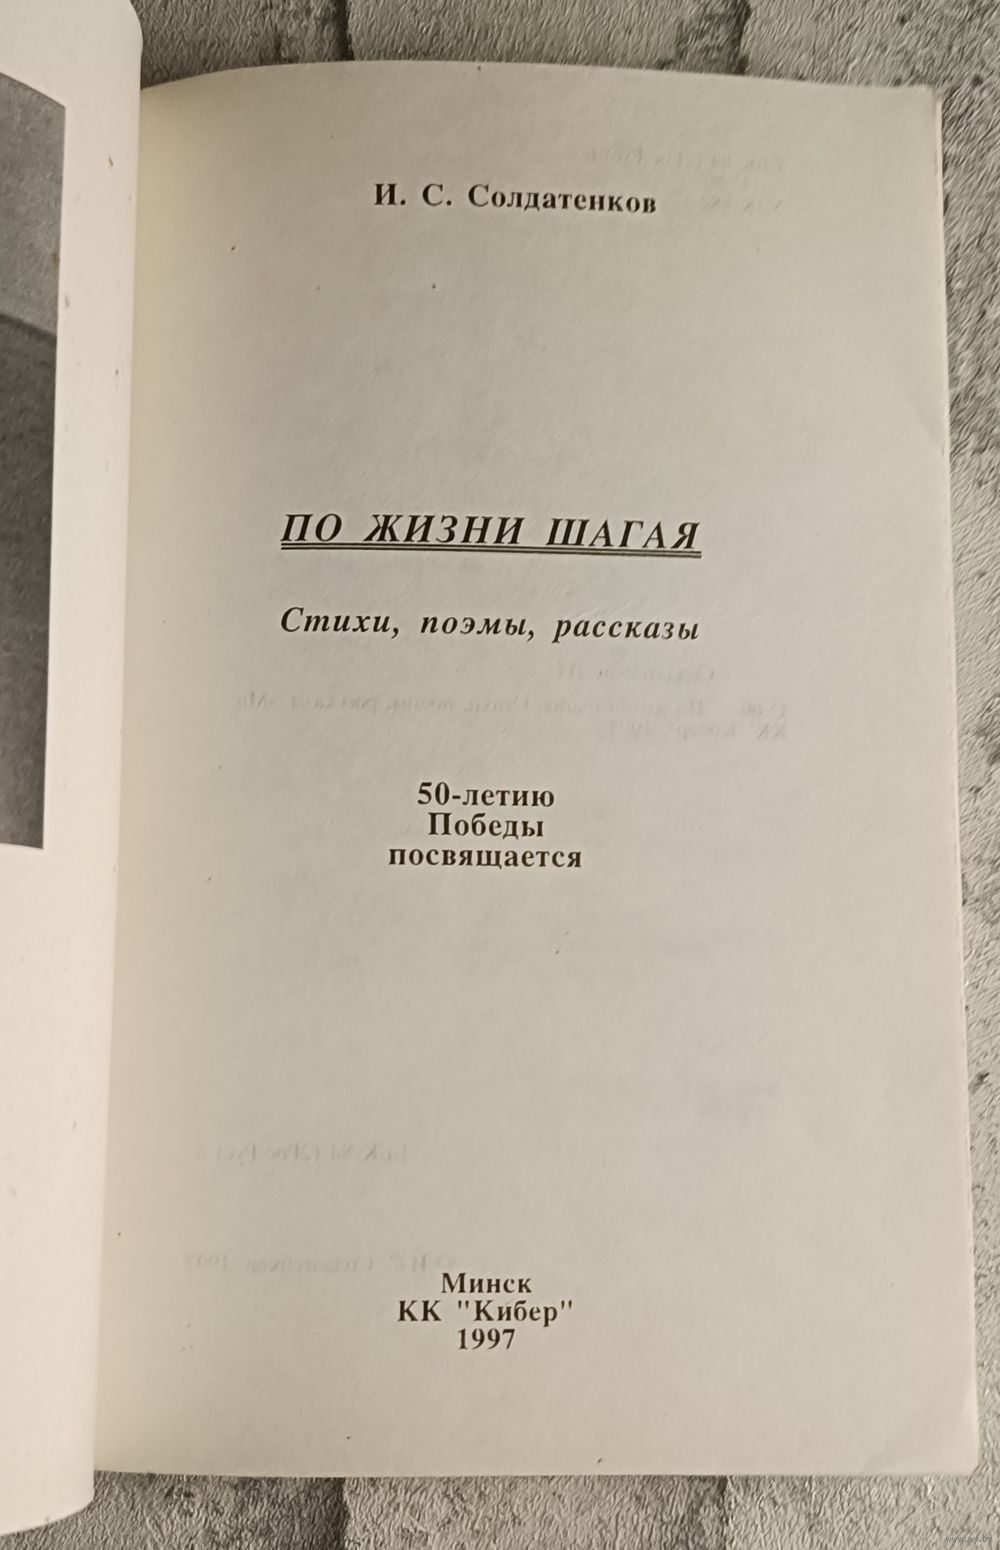 И. С. Солдатенков
ПО ЖИЗНИ ШАГАЯ
Стихи, поэмы, рассказы
50-летию
Победы
посвящается
Минск
КК "Кибер"
1997